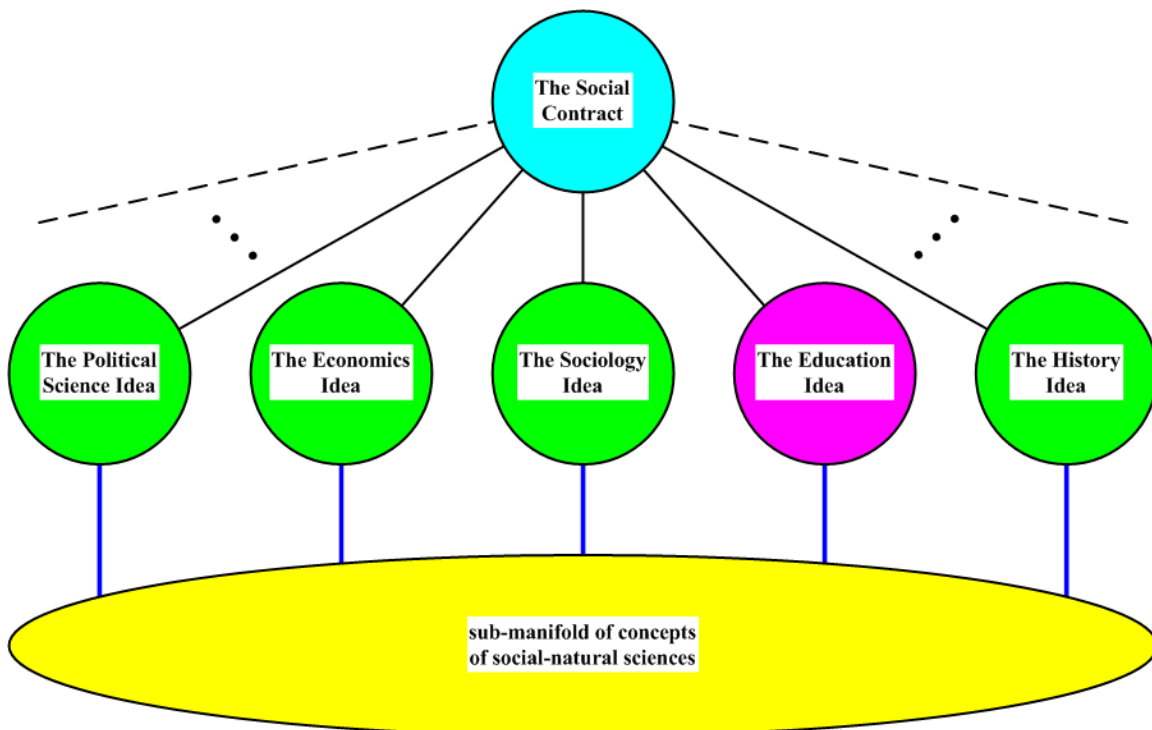 The Social
Contract
The Political
Science Idea
The Economics
Idea
The Sociology
Idea
The Education
Idea
The History
Idea
sub-manifold of concepts
of social-natural sciences